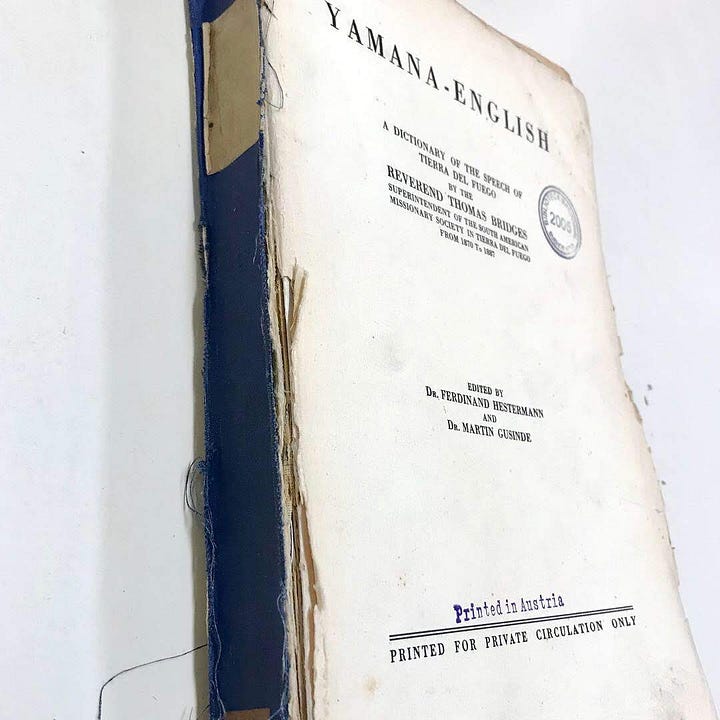 YAMANA-ENGLISH
A DICTIONARY OF THE SPEECH OF
TIERRA DEL FUEGO
BY THE
REVEREND THOMAS BRIDGES
SUPERINTENDENT OF THE SOUTH AMERICAN
MISSIONARY SOCIETY IN TIERRA DEL FUEGO
FROM 1870 TO 1887
2006
EDITED BY
DR. FERDINAND HESTERMANN
AND
DR. MARTIN GUSINDE
Printed in Austria
PRINTED FOR PRIVATE CIRCULATION ONLY